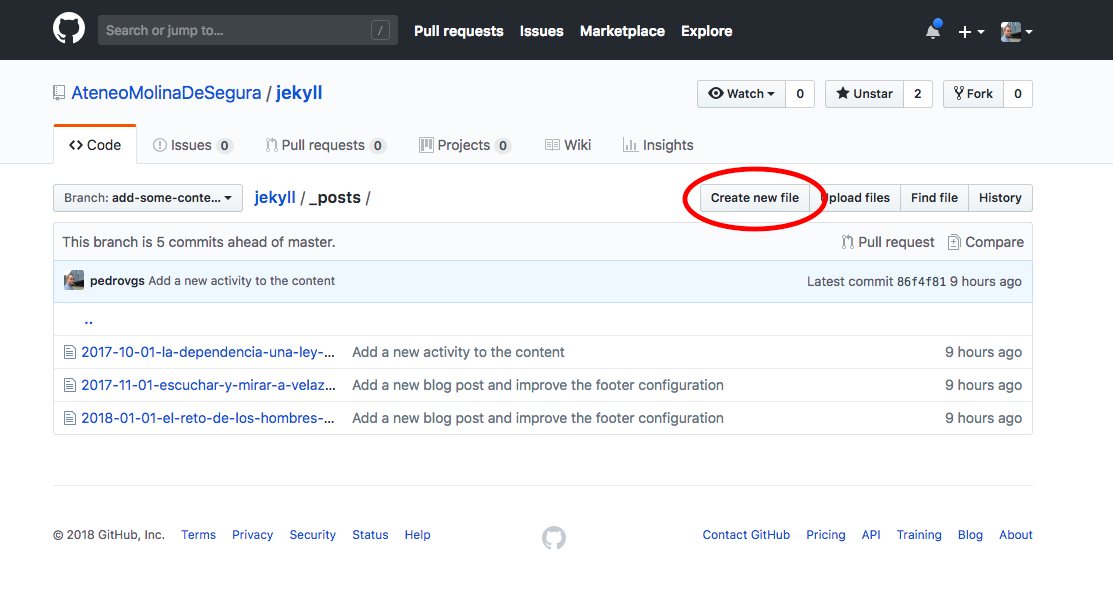 Search or jump to... / Pull requests Issues Marketplace Explore
AteneoMolinaDeSegura / jekyll Watch 0 Unstar 2 Fork 0
Code Issues 0 Pull requests 0 Projects 0 Wiki Insights
Branch: add-some-conte... jekyll / _posts / Create new file Upload files Find file History
This branch is 5 commits ahead of master. Pull request Compare
pedrovgs Add a new activity to the content Latest commit 86f4f81 9 hours ago
..
2017-10-01-la-dependencia-una-ley-... Add a new activity to the content 9 hours ago
2017-11-01-escuchar-y-mirar-a-velaz... Add a new blog post and improve the footer configuration 9 hours ago
2018-01-01-el-reto-de-los-hombres-... Add a new blog post and improve the footer configuration 9 hours ago
© 2018 GitHub, Inc. Terms Privacy Security Status Help Contact GitHub Pricing API Training Blog About